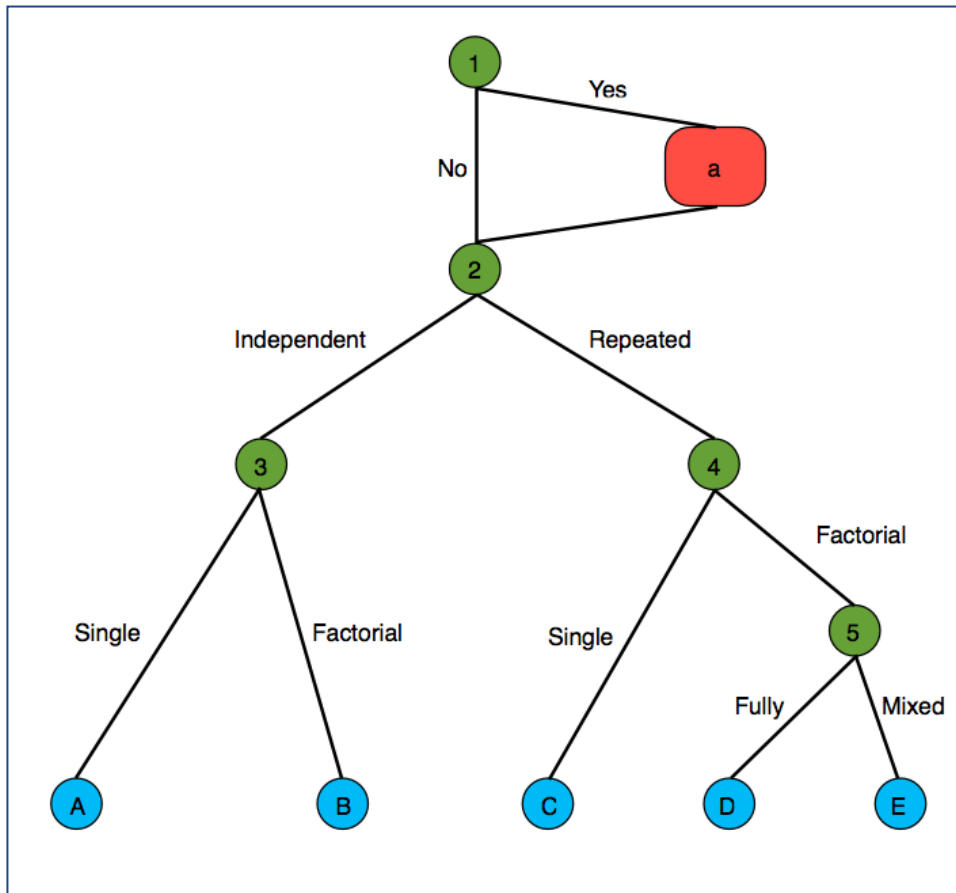 1
Yes
No
a
2
Independent
Repeated
3
4
Factorial
Single
Factorial
Single
5
Fully
Mixed
A
B
C
D
E